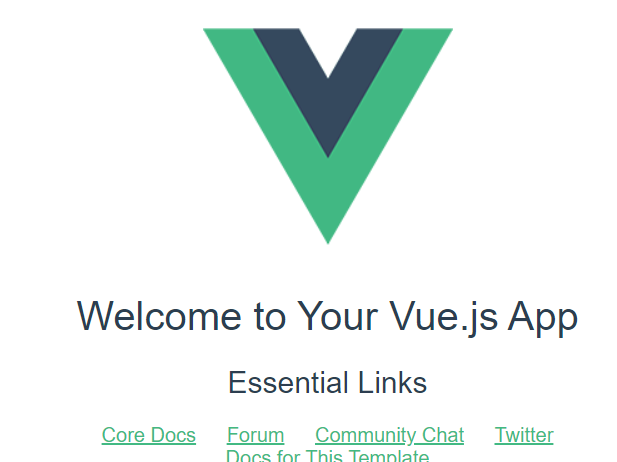 Welcome to Your Vue.js App
Essential Links
Core Docs Forum Community Chat Twitter
Docs for This Template